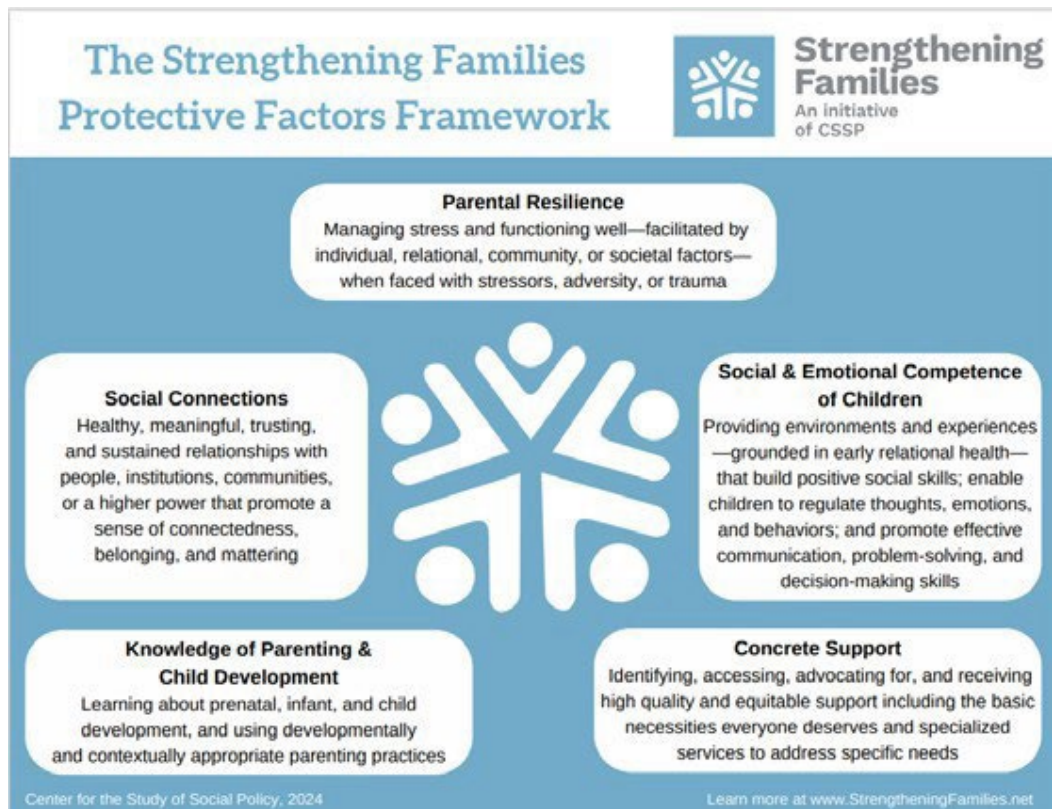 The Strengthening Families
Protective Factors Framework
Strengthening
Families
An initiative
of CSSP
Parental Resilience
Managing stress and functioning well—facilitated by
individual, relational, community, or societal factors—
when faced with stressors, adversity, or trauma
Social Connections
Healthy, meaningful, trusting,
and sustained relationships with
people, institutions, communities,
or a higher power that promote a
sense of connectedness,
belonging, and mattering
Social & Emotional Competence
of Children
Providing environments and experiences
—grounded in early relational health—
that build positive social skills; enable
children to regulate thoughts, emotions,
and behaviors; and promote effective
communication, problem-solving, and
decision-making skills
Knowledge of Parenting &
Child Development
Learning about prenatal, infant, and child
development, and using developmentally
and contextually appropriate parenting practices
Concrete Support
Identifying, accessing, advocating for, and receiving
high quality and equitable support including the basic
necessities everyone deserves and specialized
services to address specific needs
Center for the Study of Social Policy, 2024
Learn more at www.StrengtheningFamilies.net